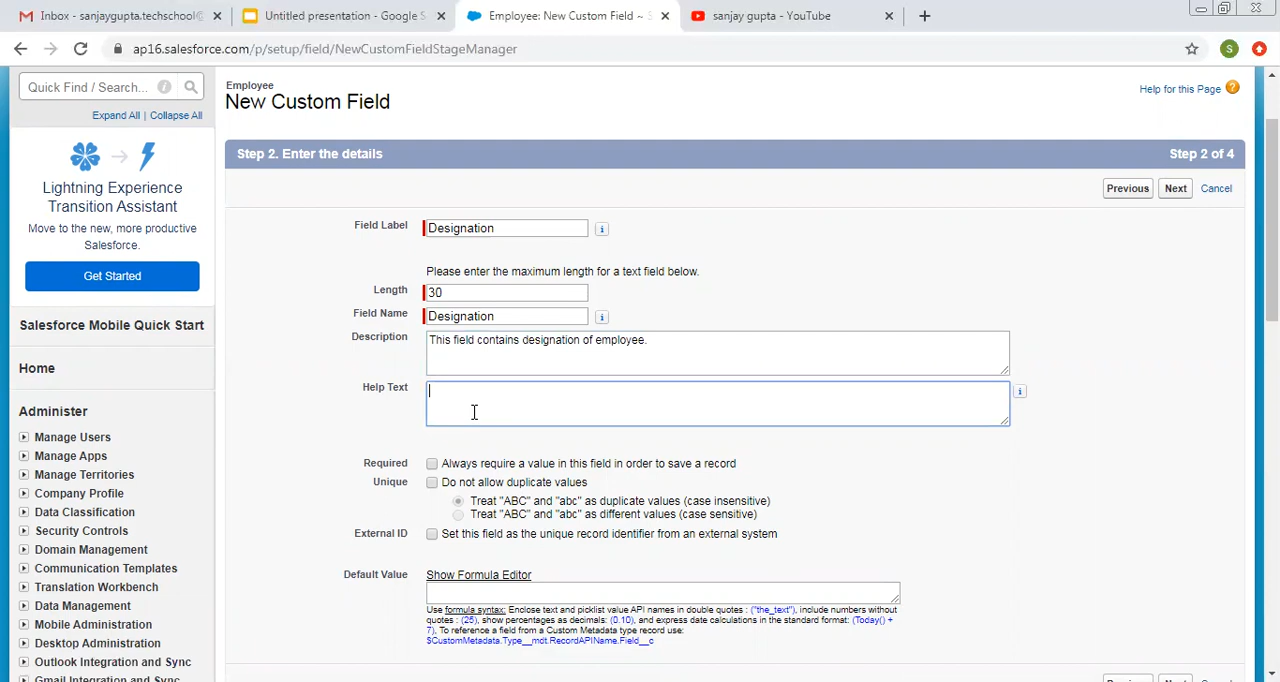 Inbox - sanjaygupta.techschool@
Untitled presentation - Google S
Employee: New Custom Field ~ S
sanjay gupta - YouTube
ap16.salesforce.com/p/setup/field/NewCustomFieldStageManager
S
Quick Find / Search...
Expand All | Collapse All
Lightning Experience
Transition Assistant
Move to the new, more productive
Salesforce.
Get Started
Salesforce Mobile Quick Start
Home
Administer
Manage Users
Manage Apps
Manage Territories
Company Profile
Data Classification
Security Controls
Domain Management
Communication Templates
Translation Workbench
Data Management
Mobile Administration
Desktop Administration
Outlook Integration and Sync
Gmail Integration and Sync
Employee
New Custom Field
Help for this Page
Step 2. Enter the details
Step 2 of 4
Previous
Next
Cancel
Field Label
Designation
Please enter the maximum length for a text field below.
Length
30
Field Name
Designation
Description
This field contains designation of employee.
Help Text
Required
Always require a value in this field in order to save a record
Unique
Do not allow duplicate values
Treat "ABC" and "abc" as duplicate values (case insensitive)
Treat "ABC" and "abc" as different values (case sensitive)
External ID
Set this field as the unique record identifier from an external system
Default Value
Show Formula Editor
Use formula syntax: Enclose text and picklist value API names in double quotes : ("the_text"), include numbers without
quotes : (25), show percentages as decimals: (0.10), and express date calculations in the standard format: (Today() +
7), To reference a field from a Custom Metadata type record use:
$CustomMetadata.Type__mdt.RecordAPIName.Field__c